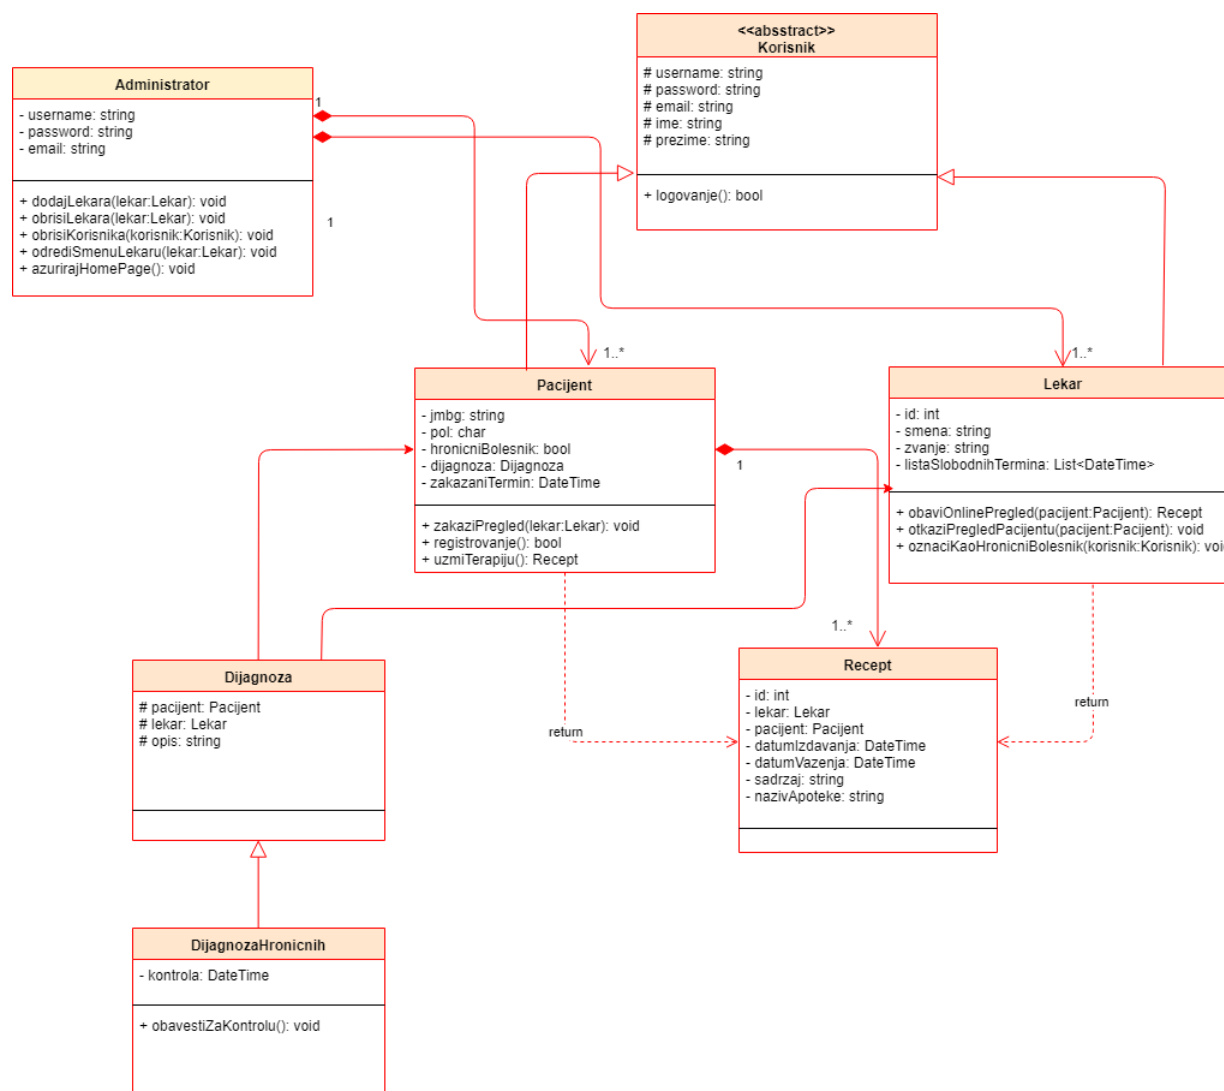 <<absstract>>
Korisnik
# username: string
# password: string
# email: string
# ime: string
# prezime: string
+ logovanje(): bool
Administrator
- username: string
- password: string
- email: string
+ dodajLekara(lekar:Lekar): void
+ obrisiLekara(lekar:Lekar): void
+ obrisiKorisnika(korisnik:Korisnik): void
+ odrediSmenuLekaru(lekar:Lekar): void
+ azurirajHomePage(): void
1
1
1..*
1..*
Pacijent
- jmbg: string
- pol: char
- hronicniBolesnik: bool
- dijagnoza: Dijagnoza
- zakazaniTermin: DateTime
+ zakaziPregled(lekar:Lekar): void
+ registrovanje(): bool
+ uzmiTerapiju(): Recept
1
Lekar
- id: int
- smena: string
- zvanje: string
- listaSlobodnihTermina: List<DateTime>
+ obaviOnlinePregled(pacijent:Pacijent): Recept
+ otkaziPregledPacijentu(pacijent:Pacijent): void
+ oznaciKaoHronicniBolesnik(korisnik:Korisnik): voi
1..*
Dijagnoza
# pacijent: Pacijent
# lekar: Lekar
# opis: string
return
Recept
- id: int
- lekar: Lekar
- pacijent: Pacijent
- datumIzdavanja: DateTime
- datumVazenja: DateTime
- sadrzaj: string
- nazivApoteke: string
return
DijagnozaHronicnih
- kontrola: DateTime
+ obavestiZaKontrolu(): void